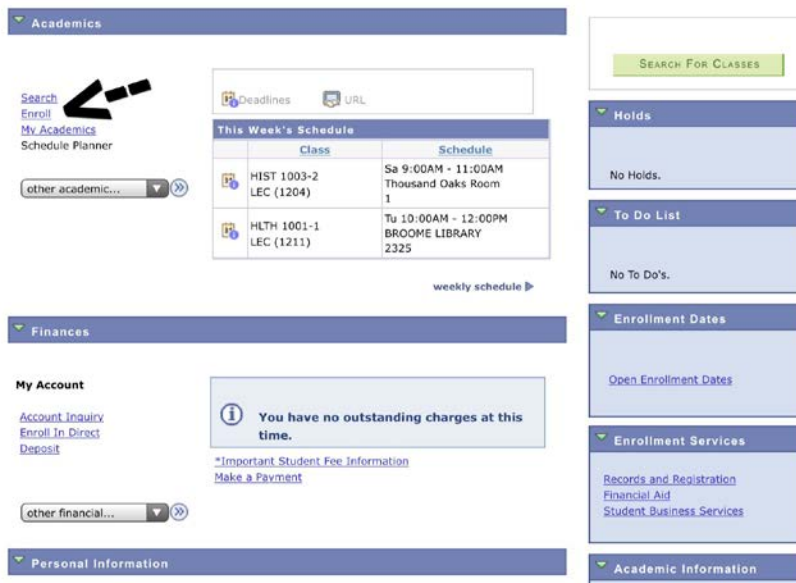 Academics
Search
Enroll
My Academics
Schedule Planner
other academic...
Deadlines
URL
This Week's Schedule
Class
Schedule
HIST 1003-2
LEC (1204)
Sa 9:00AM - 11:00AM
Thousand Oaks Room
1
HLTH 1001-1
LEC (1211)
Tu 10:00AM - 12:00PM
BROOME LIBRARY
2325
weekly schedule
Finances
My Account
Account Inquiry
Enroll In Direct
Deposit
other financial...
You have no outstanding charges at this
time.
*Important Student Fee Information
Make a Payment
Personal Information
SEARCH FOR CLASSES
Holds
No Holds.
To Do List
No To Do's.
Enrollment Dates
Open Enrollment Dates
Enrollment Services
Records and Registration
Financial Aid
Student Business Services
Academic Information